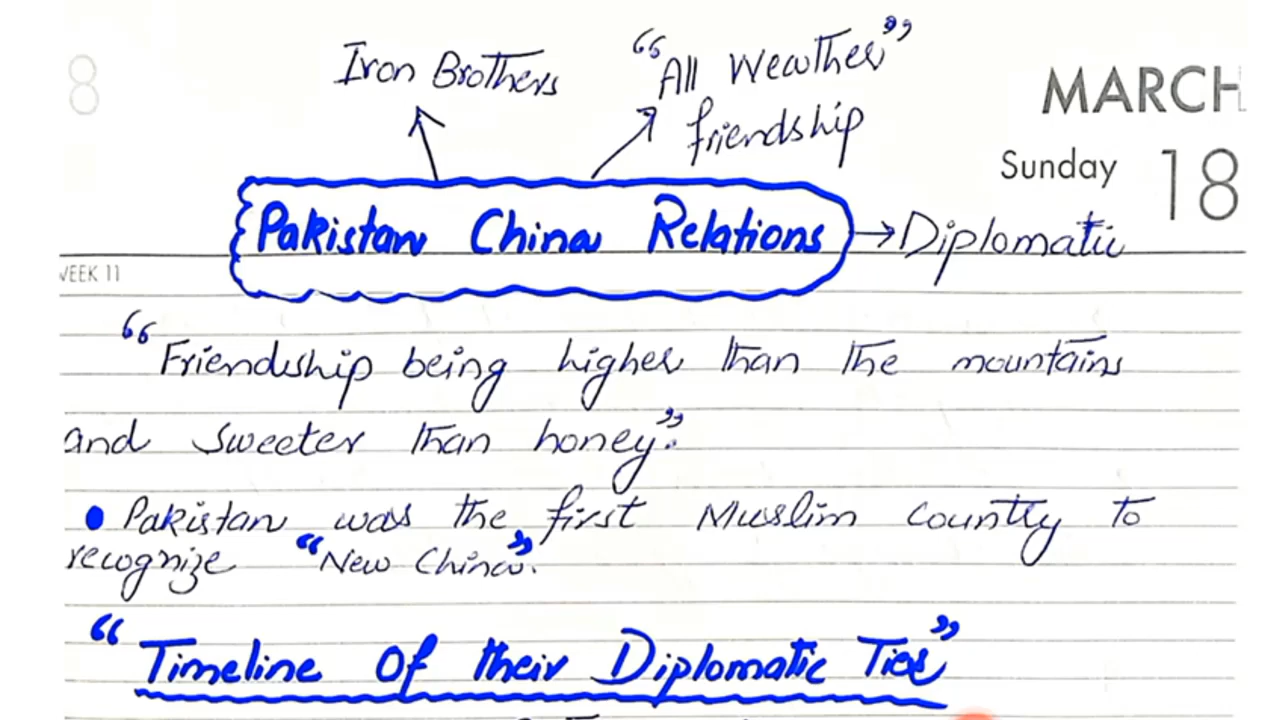 8
Iron Brothers
“All Weather”
friendship
MARCH
Sunday 18
Pakistan China Relations → Diplomatic
WEEK 11
“Friendship being higher than the mountains
and sweeter than honey”.
• Pakistan was the first Muslim country to
recognize “New China”.
“Timeline Of their Diplomatic Ties”